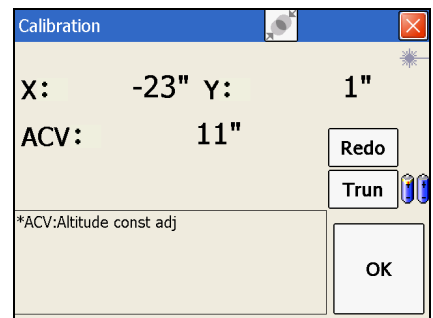 Calibration
X: -23" Y: 1"
ACV: 11"
Redo
Trun
*ACV:Altitude const adj
OK